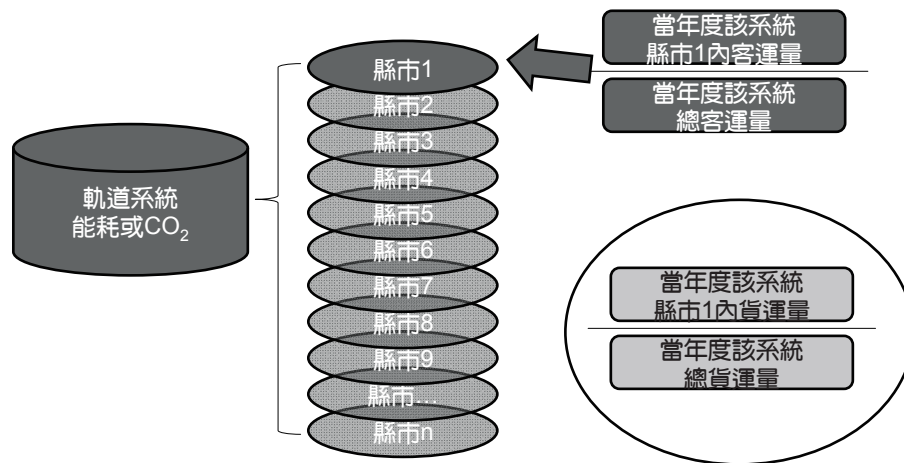 當年度該系統
縣市1內客運量
當年度該系統
總客運量
軌道系統
能耗或CO₂
縣市1
縣市2
縣市3
縣市4
縣市5
縣市6
縣市7
縣市8
縣市9
縣市…
縣市n
當年度該系統
縣市1內貨運量
當年度該系統
總貨運量